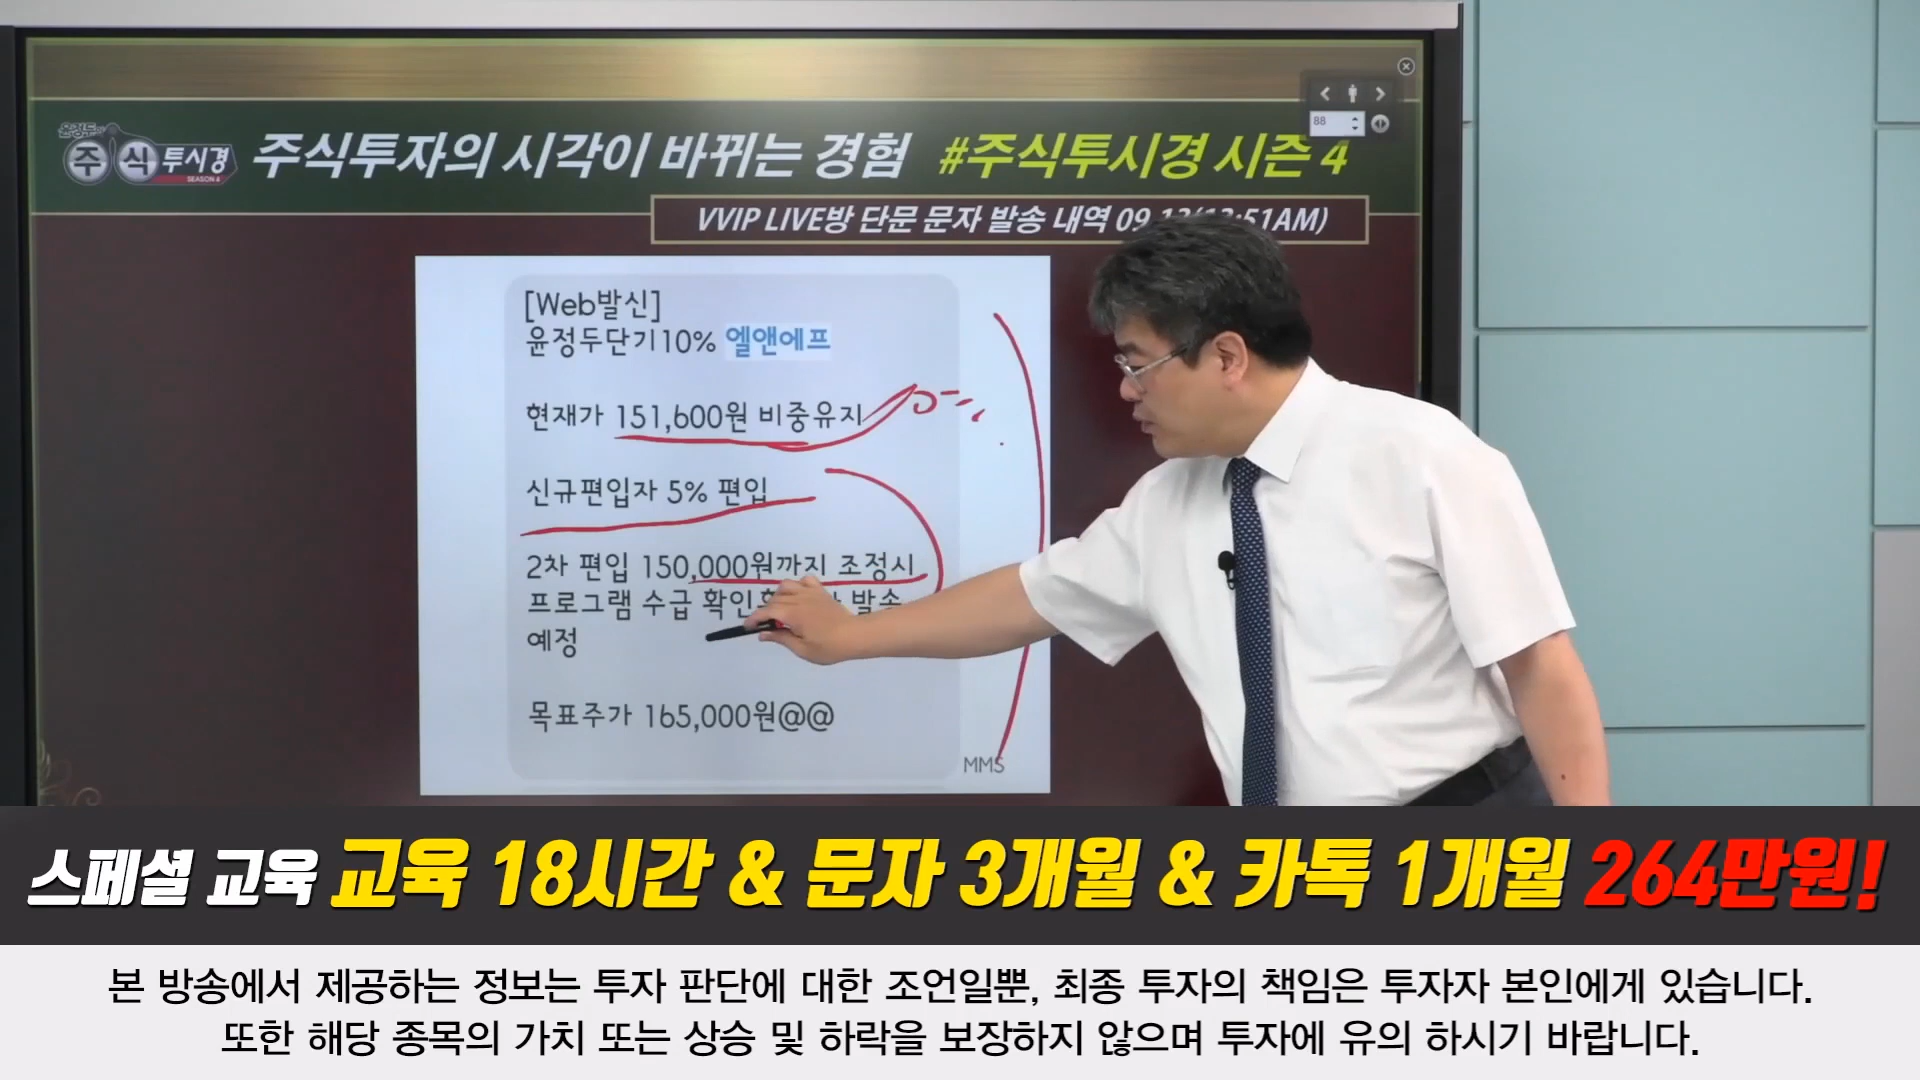 윤정두의
주식투시경
SEASON 4
주식투자의 시각이 바뀌는 경험 #주식투시경 시즌 4
88
VVIP LIVE방 단문 문자 발송 내역
[Web발신]
윤정두단기10% 엘앤에프
현재가 151,600원 비중유지
신규편입자 5% 편입
2차 편입 150,000원까지 조정시
프로그램 수급 발송
예정
목표주가 165,000원@@
MMS
스페셜 교육 교육 18시간 & 문자 3개월 & 카톡 1개월 264만원!
본 방송에서 제공하는 정보는 투자 판단에 대한 조언일뿐, 최종 투자의 책임은 투자자 본인에게 있습니다.
또한 해당 종목의 가치 또는 상승 및 하락을 보장하지 않으며 투자에 유의 하시기 바랍니다.